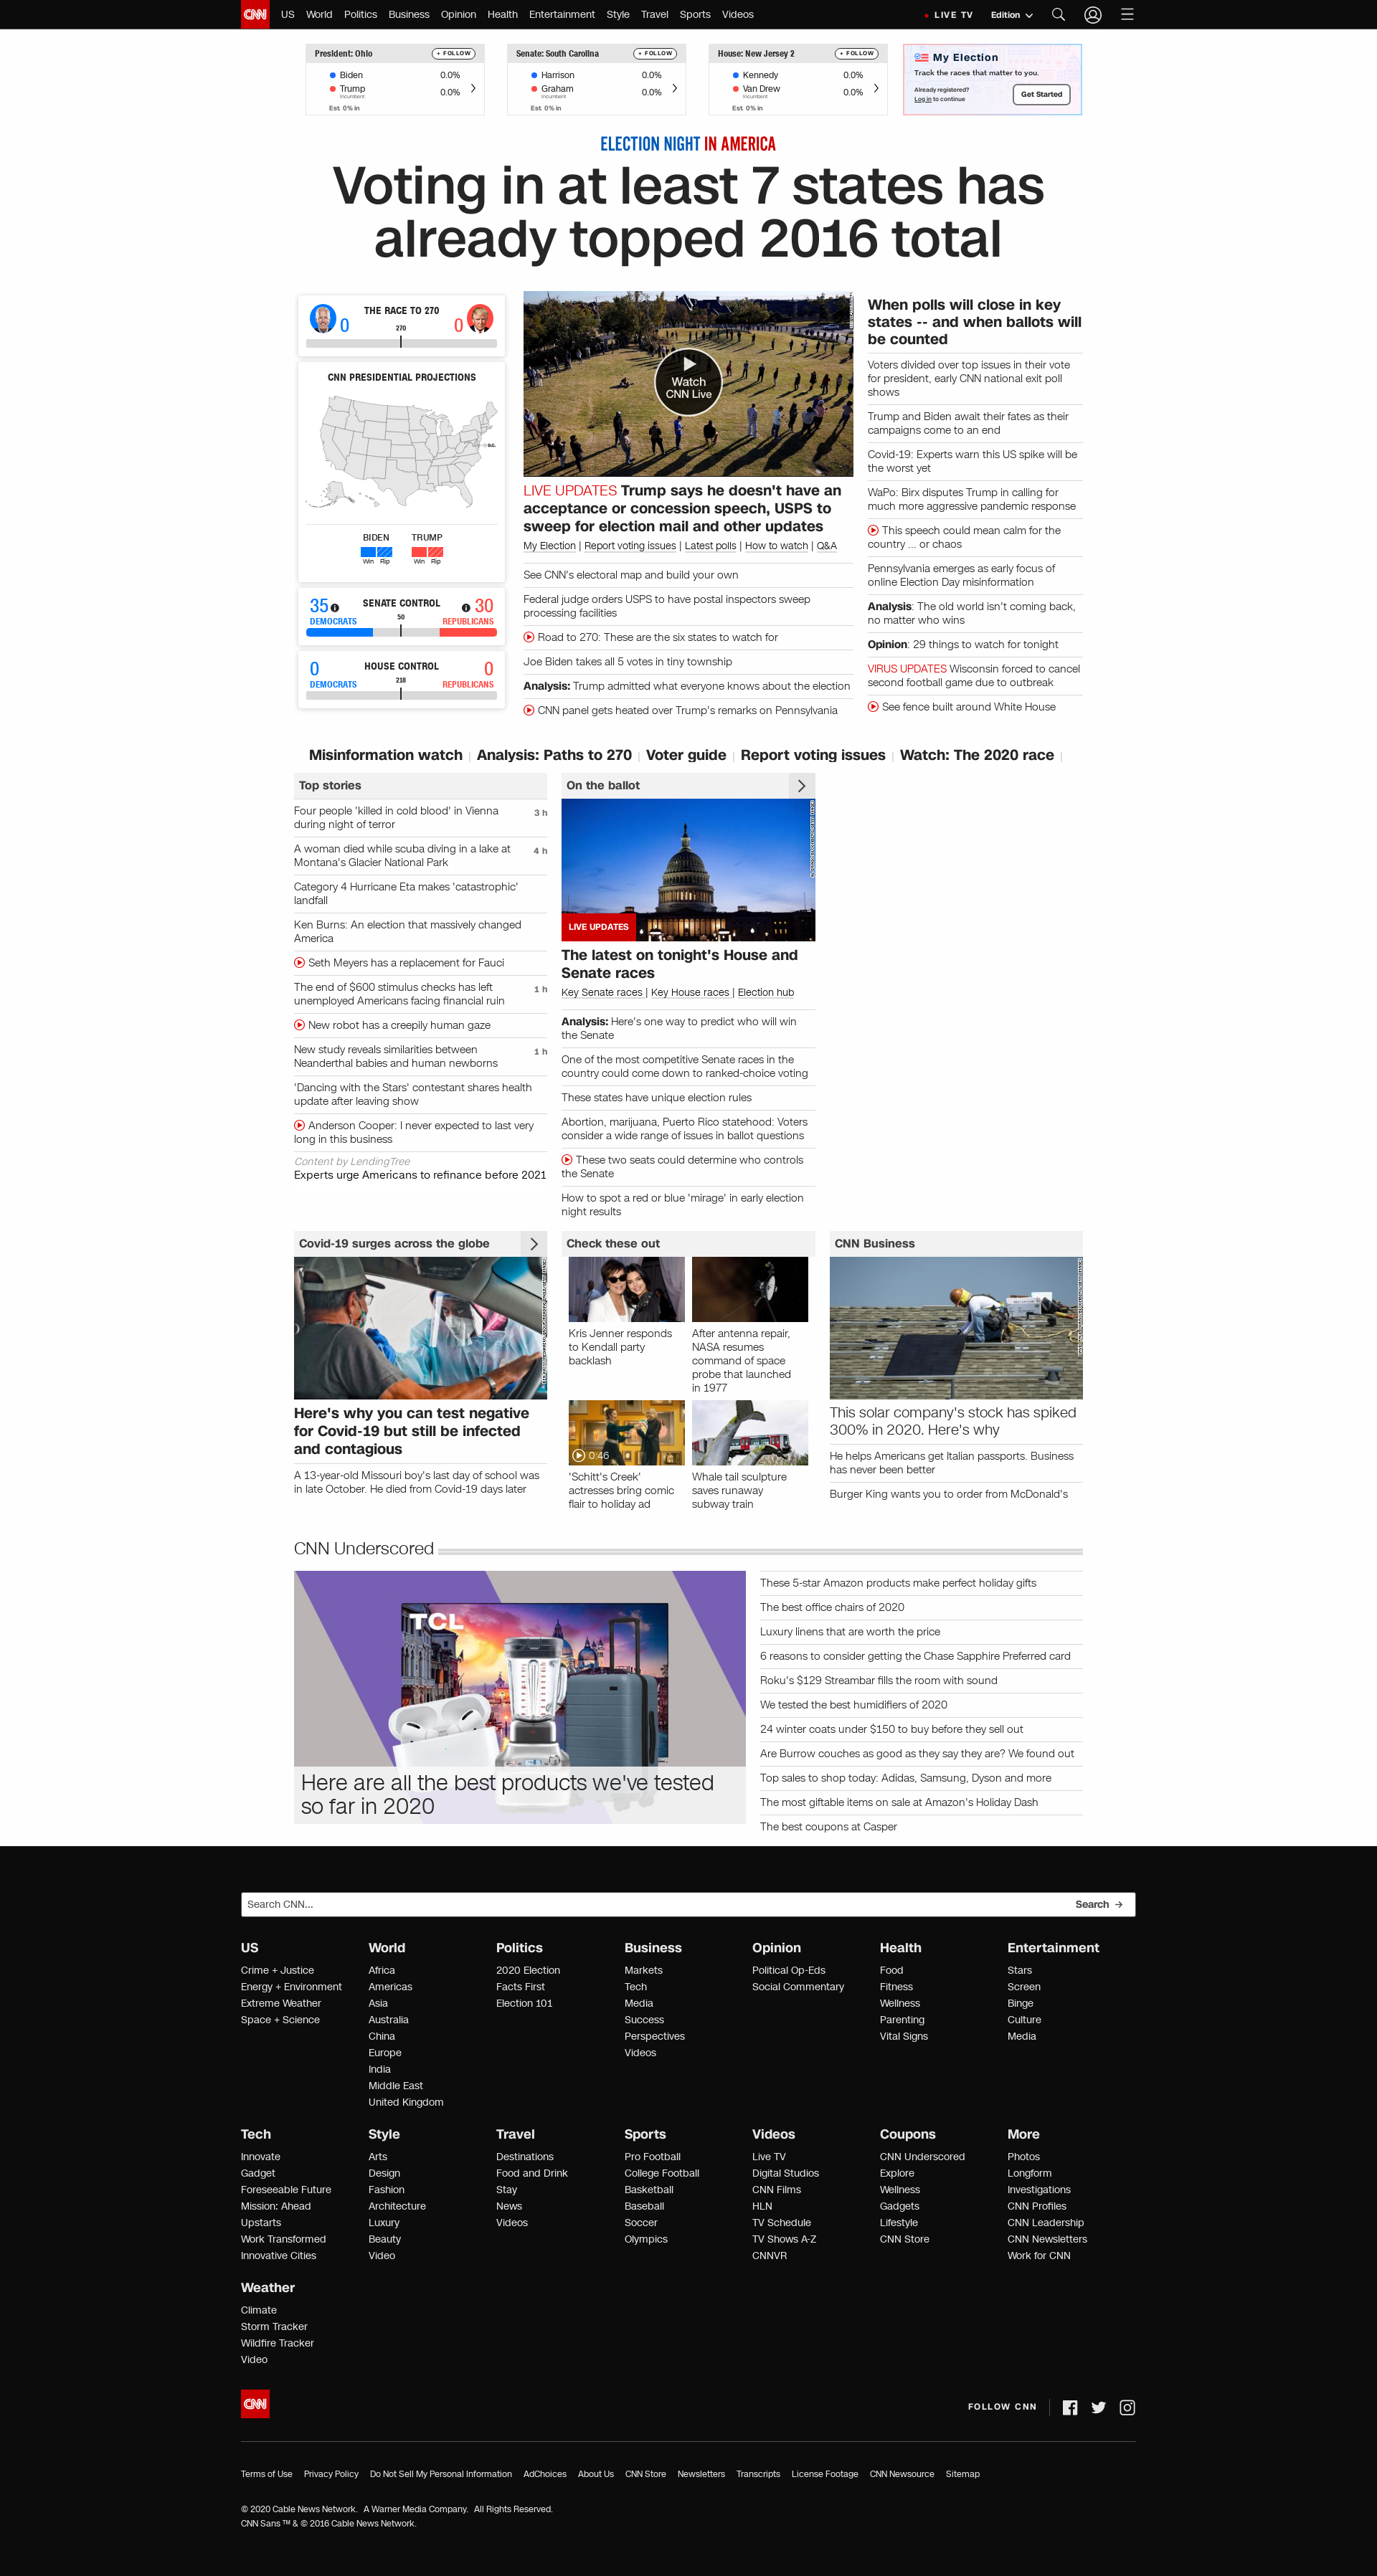 CNN US World Politics Business Opinion Health Entertainment Style Travel Sports Videos LIVE TV Edition
President: Ohio + FOLLOW
Biden 0.0%
Trump 0.0%
Incumbent
Est. 0% in
Senate: South Carolina + FOLLOW
Harrison 0.0%
Graham 0.0%
Incumbent
Est. 0% in
House: New Jersey 2 + FOLLOW
Kennedy 0.0%
Van Drew 0.0%
Incumbent
Est. 0% in
My Election
Track the races that matter to you.
Already registered?
Log in to continue
Get Started
ELECTION NIGHT IN AMERICA
Voting in at least 7 states has
already topped 2016 total
THE RACE TO 270
0 0
270
CNN PRESIDENTIAL PROJECTIONS
D.C.
BIDEN TRUMP
Win Flip Win Flip
35 SENATE CONTROL 30
DEMOCRATS 50 REPUBLICANS
0 HOUSE CONTROL 0
DEMOCRATS 218 REPUBLICANS
Watch
CNN Live
LIVE UPDATES Trump says he doesn't have an
acceptance or concession speech, USPS to
sweep for election mail and other updates
My Election | Report voting issues | Latest polls | How to watch | Q&A
See CNN's electoral map and build your own
Federal judge orders USPS to have postal inspectors sweep
processing facilities
Road to 270: These are the six states to watch for
Joe Biden takes all 5 votes in tiny township
Analysis: Trump admitted what everyone knows about the election
CNN panel gets heated over Trump's remarks on Pennsylvania
When polls will close in key
states -- and when ballots will
be counted
Voters divided over top issues in their vote
for president, early CNN national exit poll
shows
Trump and Biden await their fates as their
campaigns come to an end
Covid-19: Experts warn this US spike will be
the worst yet
WaPo: Birx disputes Trump in calling for
much more aggressive pandemic response
This speech could mean calm for the
country ... or chaos
Pennsylvania emerges as early focus of
online Election Day misinformation
Analysis: The old world isn't coming back,
no matter who wins
Opinion: 29 things to watch for tonight
VIRUS UPDATES Wisconsin forced to cancel
second football game due to outbreak
See fence built around White House
Misinformation watch | Analysis: Paths to 270 | Voter guide | Report voting issues | Watch: The 2020 race |
Top stories
Four people 'killed in cold blood' in Vienna 3 h
during night of terror
A woman died while scuba diving in a lake at 4 h
Montana's Glacier National Park
Category 4 Hurricane Eta makes 'catastrophic'
landfall
Ken Burns: An election that massively changed
America
Seth Meyers has a replacement for Fauci
The end of $600 stimulus checks has left 1 h
unemployed Americans facing financial ruin
New robot has a creepily human gaze
New study reveals similarities between 1 h
Neanderthal babies and human newborns
'Dancing with the Stars' contestant shares health
update after leaving show
Anderson Cooper: I never expected to last very
long in this business
Content by LendingTree
Experts urge Americans to refinance before 2021
On the ballot
LIVE UPDATES
The latest on tonight's House and
Senate races
Key Senate races | Key House races | Election hub
Analysis: Here's one way to predict who will win
the Senate
One of the most competitive Senate races in the
country could come down to ranked-choice voting
These states have unique election rules
Abortion, marijuana, Puerto Rico statehood: Voters
consider a wide range of issues in ballot questions
These two seats could determine who controls
the Senate
How to spot a red or blue 'mirage' in early election
night results
Covid-19 surges across the globe
Here's why you can test negative
for Covid-19 but still be infected
and contagious
A 13-year-old Missouri boy's last day of school was
in late October. He died from Covid-19 days later
Check these out
Kris Jenner responds
to Kendall party
backlash
After antenna repair,
NASA resumes
command of space
probe that launched
in 1977
0:46
'Schitt's Creek'
actresses bring comic
flair to holiday ad
Whale tail sculpture
saves runaway
subway train
CNN Business
This solar company's stock has spiked
300% in 2020. Here's why
He helps Americans get Italian passports. Business
has never been better
Burger King wants you to order from McDonald's
CNN Underscored
TCL
Here are all the best products we've tested
so far in 2020
These 5-star Amazon products make perfect holiday gifts
The best office chairs of 2020
Luxury linens that are worth the price
6 reasons to consider getting the Chase Sapphire Preferred card
Roku's $129 Streambar fills the room with sound
We tested the best humidifiers of 2020
24 winter coats under $150 to buy before they sell out
Are Burrow couches as good as they say they are? We found out
Top sales to shop today: Adidas, Samsung, Dyson and more
The most giftable items on sale at Amazon's Holiday Dash
The best coupons at Casper
Search CNN... Search →
US
Crime + Justice
Energy + Environment
Extreme Weather
Space + Science
World
Africa
Americas
Asia
Australia
China
Europe
India
Middle East
United Kingdom
Politics
2020 Election
Facts First
Election 101
Business
Markets
Tech
Media
Success
Perspectives
Videos
Opinion
Political Op-Eds
Social Commentary
Health
Food
Fitness
Wellness
Parenting
Vital Signs
Entertainment
Stars
Screen
Binge
Culture
Media
Tech
Innovate
Gadget
Foreseeable Future
Mission: Ahead
Upstarts
Work Transformed
Innovative Cities
Style
Arts
Design
Fashion
Architecture
Luxury
Beauty
Video
Travel
Destinations
Food and Drink
Stay
News
Videos
Sports
Pro Football
College Football
Basketball
Baseball
Soccer
Olympics
Videos
Live TV
Digital Studios
CNN Films
HLN
TV Schedule
TV Shows A-Z
CNNVR
Coupons
CNN Underscored
Explore
Wellness
Gadgets
Lifestyle
CNN Store
More
Photos
Longform
Investigations
CNN Profiles
CNN Leadership
CNN Newsletters
Work for CNN
Weather
Climate
Storm Tracker
Wildfire Tracker
Video
CNN
FOLLOW CNN
Terms of Use Privacy Policy Do Not Sell My Personal Information AdChoices About Us CNN Store Newsletters Transcripts License Footage CNN Newsource Sitemap
© 2020 Cable News Network. A Warner Media Company. All Rights Reserved.
CNN Sans ™ & © 2016 Cable News Network.